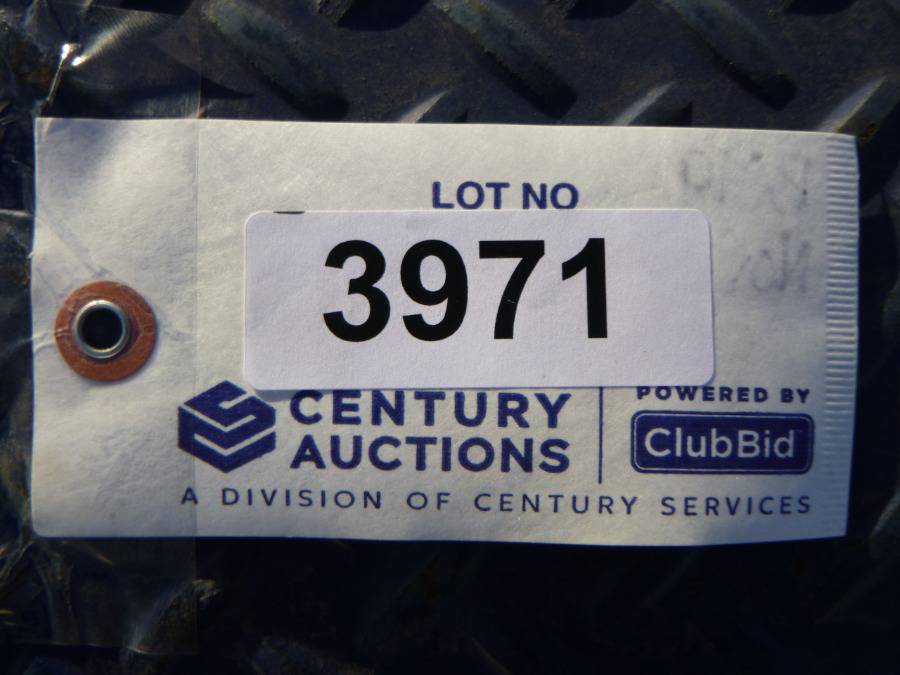 LOT NO
3971
CENTURY
AUCTIONS
POWERED BY
ClubBid
A DIVISION OF CENTURY SERVICES